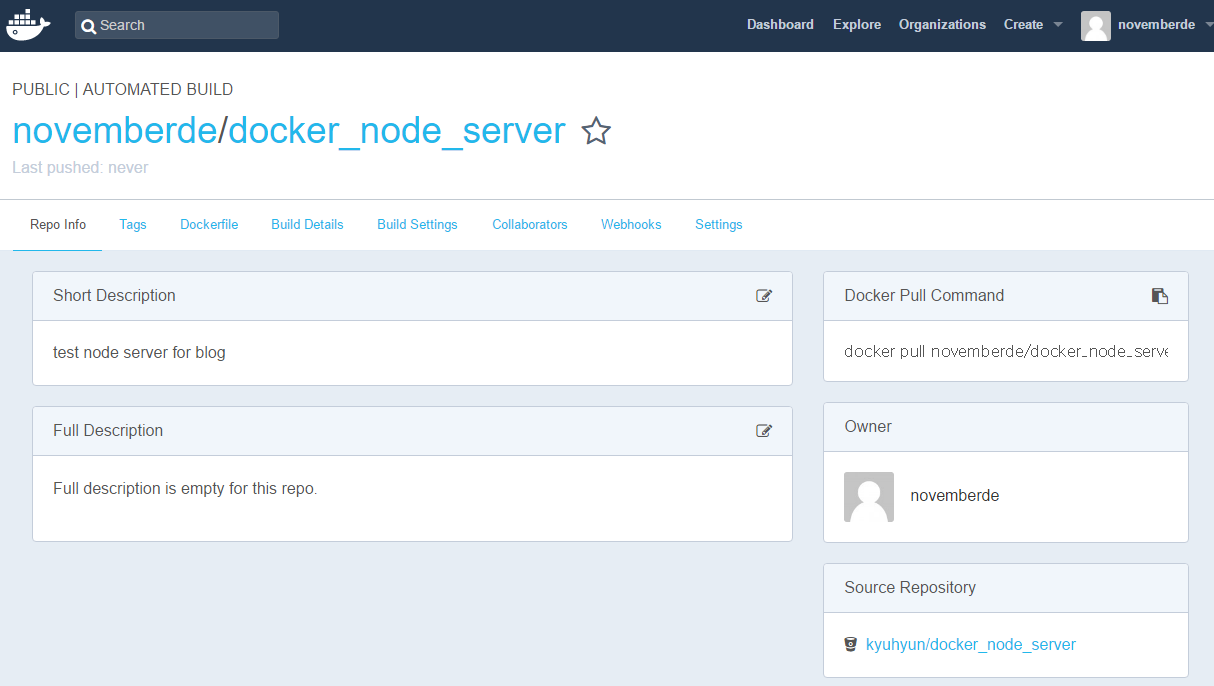 Search
Dashboard Explore Organizations Create novemberde
PUBLIC | AUTOMATED BUILD
novemberde/docker_node_server
Last pushed: never
Repo Info Tags Dockerfile Build Details Build Settings Collaborators Webhooks Settings
Short Description
test node server for blog
Full Description
Full description is empty for this repo.
Docker Pull Command
docker pull novemberde/docker_node_serve
Owner
novemberde
Source Repository
kyuhyun/docker_node_server